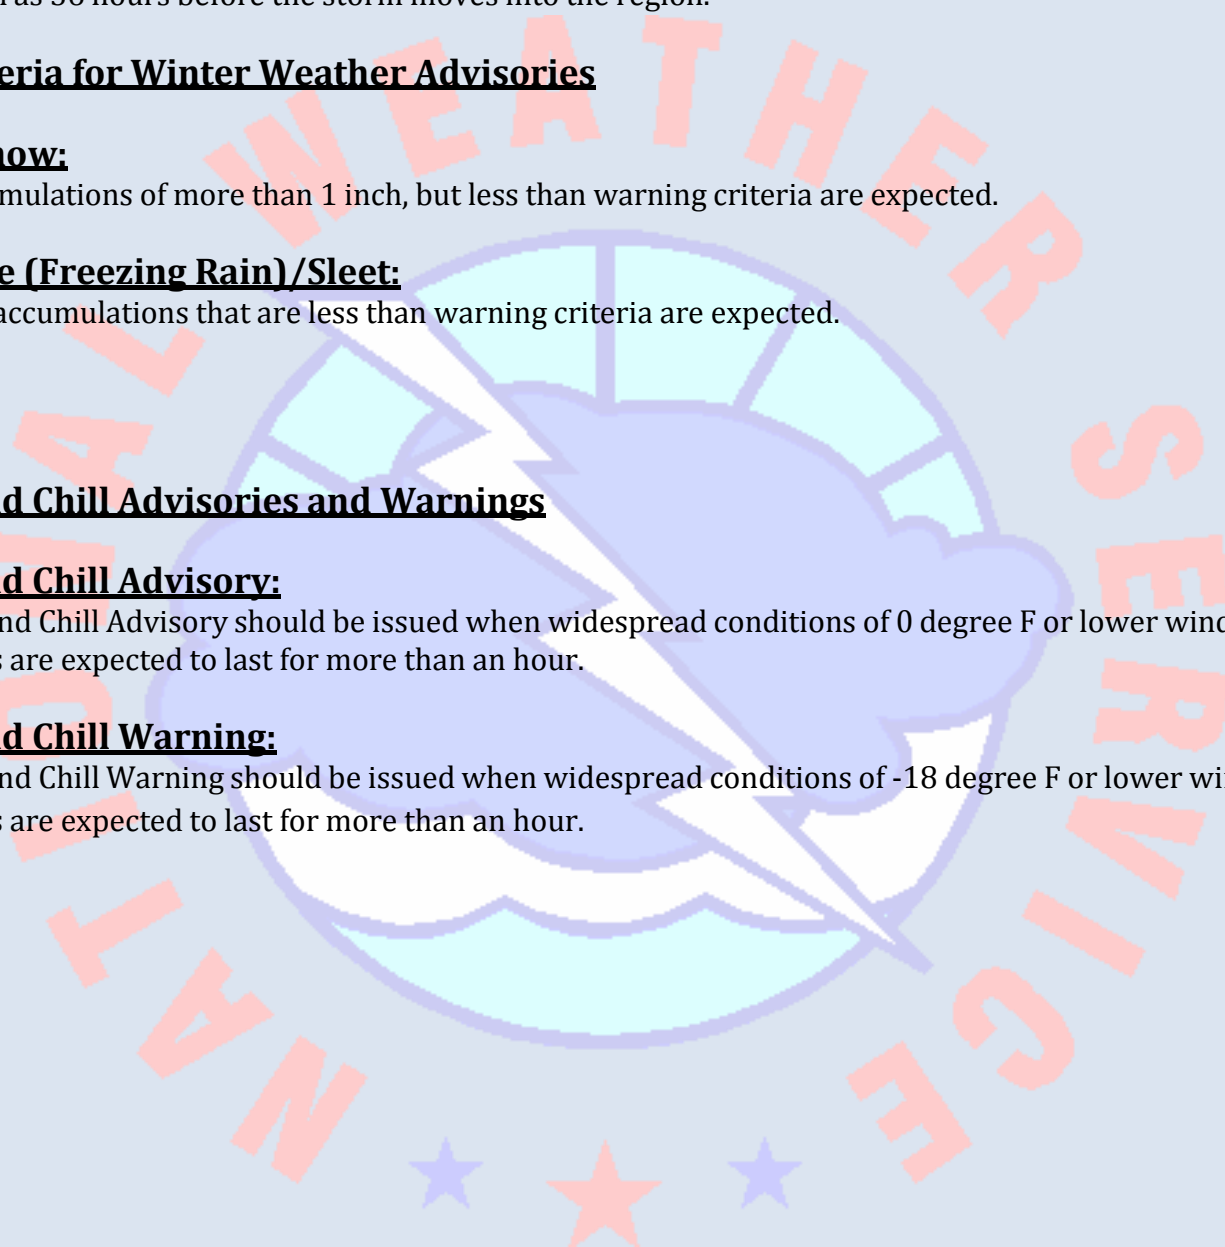 as 36 hours before the storm moves into the region.
eria for Winter Weather Advisories
now:
mulations of more than 1 inch, but less than warning criteria are expected.
e (Freezing Rain)/Sleet:
accumulations that are less than warning criteria are expected.
d Chill Advisories and Warnings
d Chill Advisory:
nd Chill Advisory should be issued when widespread conditions of 0 degree F or lower wind
s are expected to last for more than an hour.
d Chill Warning:
nd Chill Warning should be issued when widespread conditions of -18 degree F or lower wi
s are expected to last for more than an hour.
NATIONAL WEATHER SERVICE